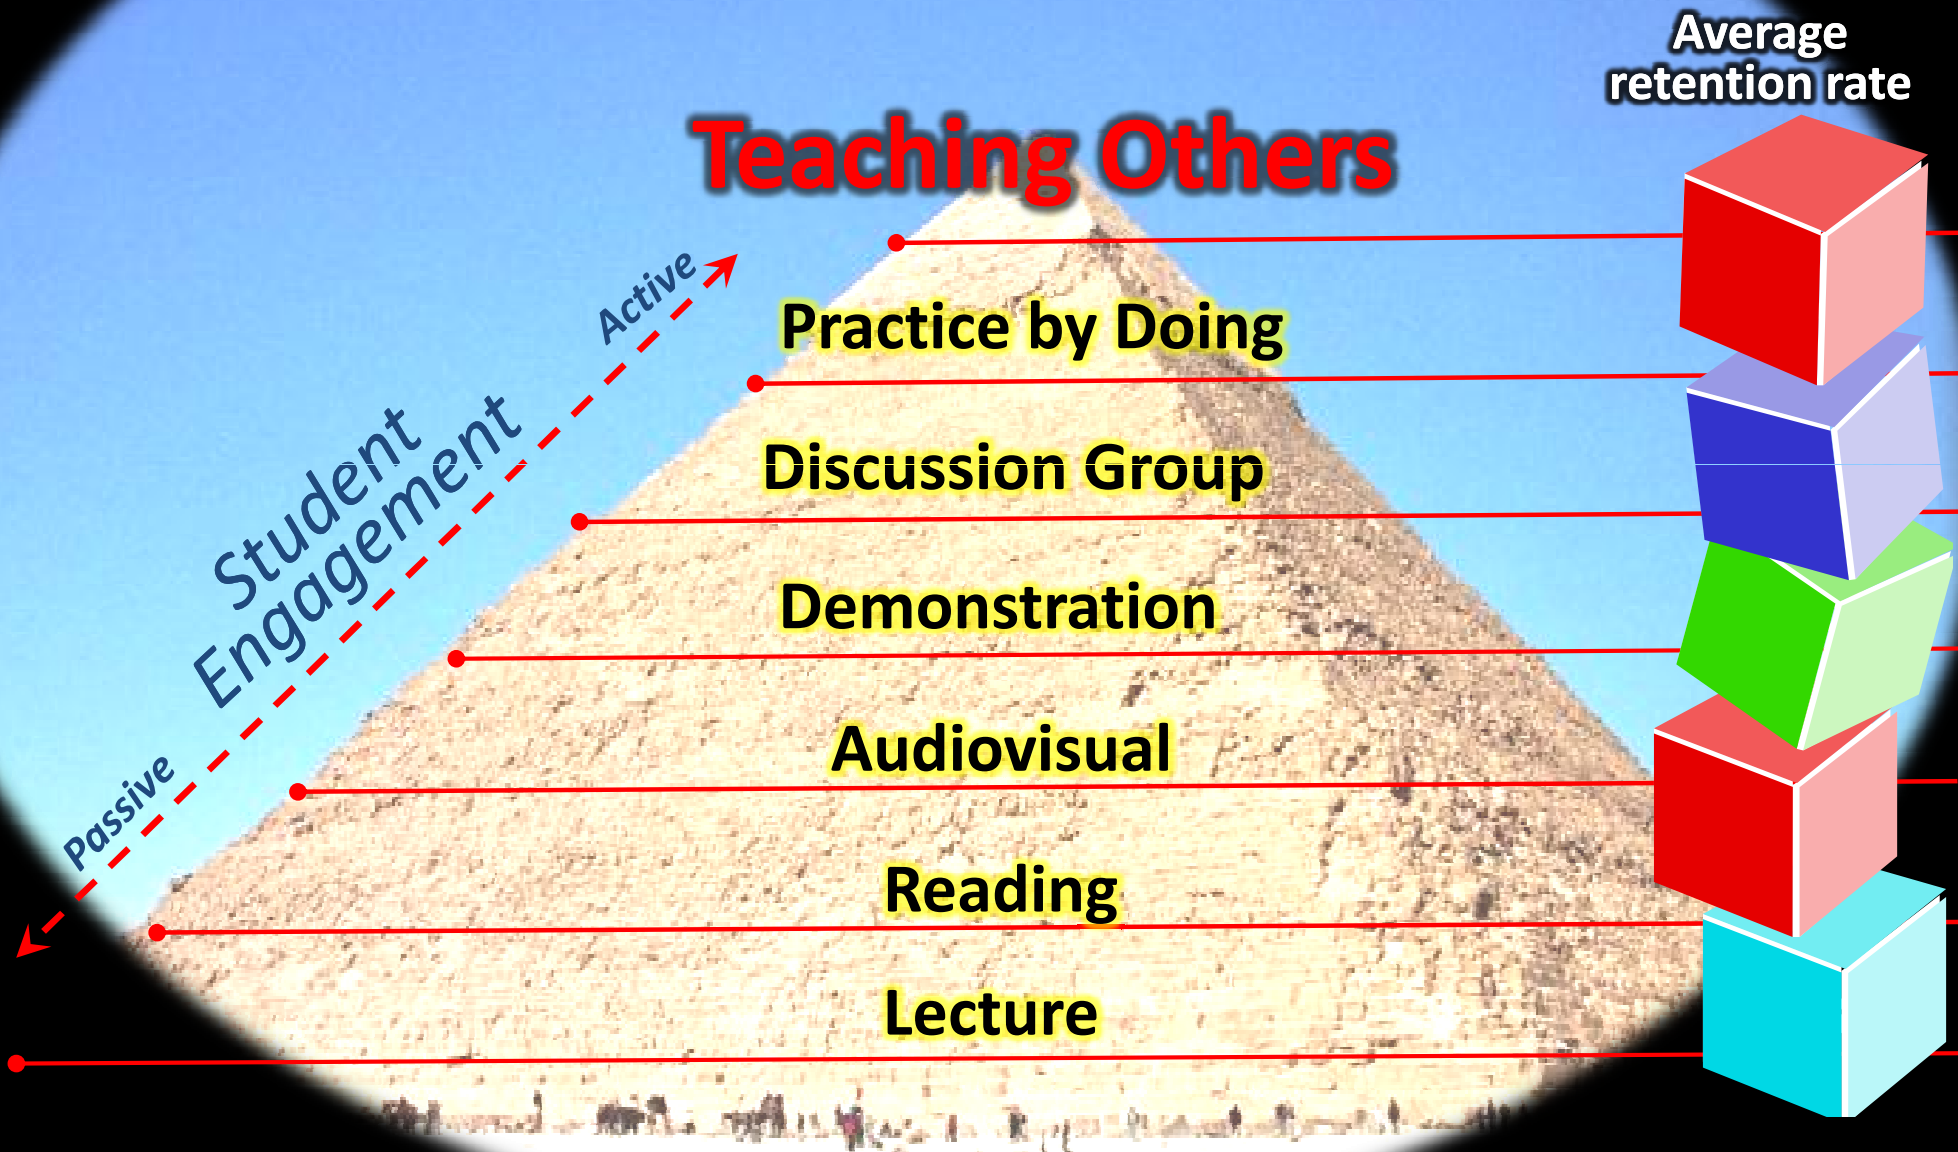 Average
retention rate
Teaching Others
Active
Practice by Doing
Student
Engagement
Discussion Group
Demonstration
Passive
Audiovisual
Reading
Lecture